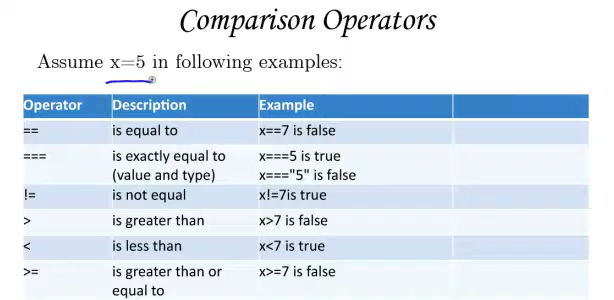 Comparison Operators
Assume x=5 in following examples:
Operator Description Example
== is equal to x==7 is false
=== is exactly equal to x===5 is true
(value and type) x==="5" is false
!= is not equal x!=7is true
> is greater than x>7 is false
< is less than x<7 is true
>= is greater than or x>=7 is false
equal to